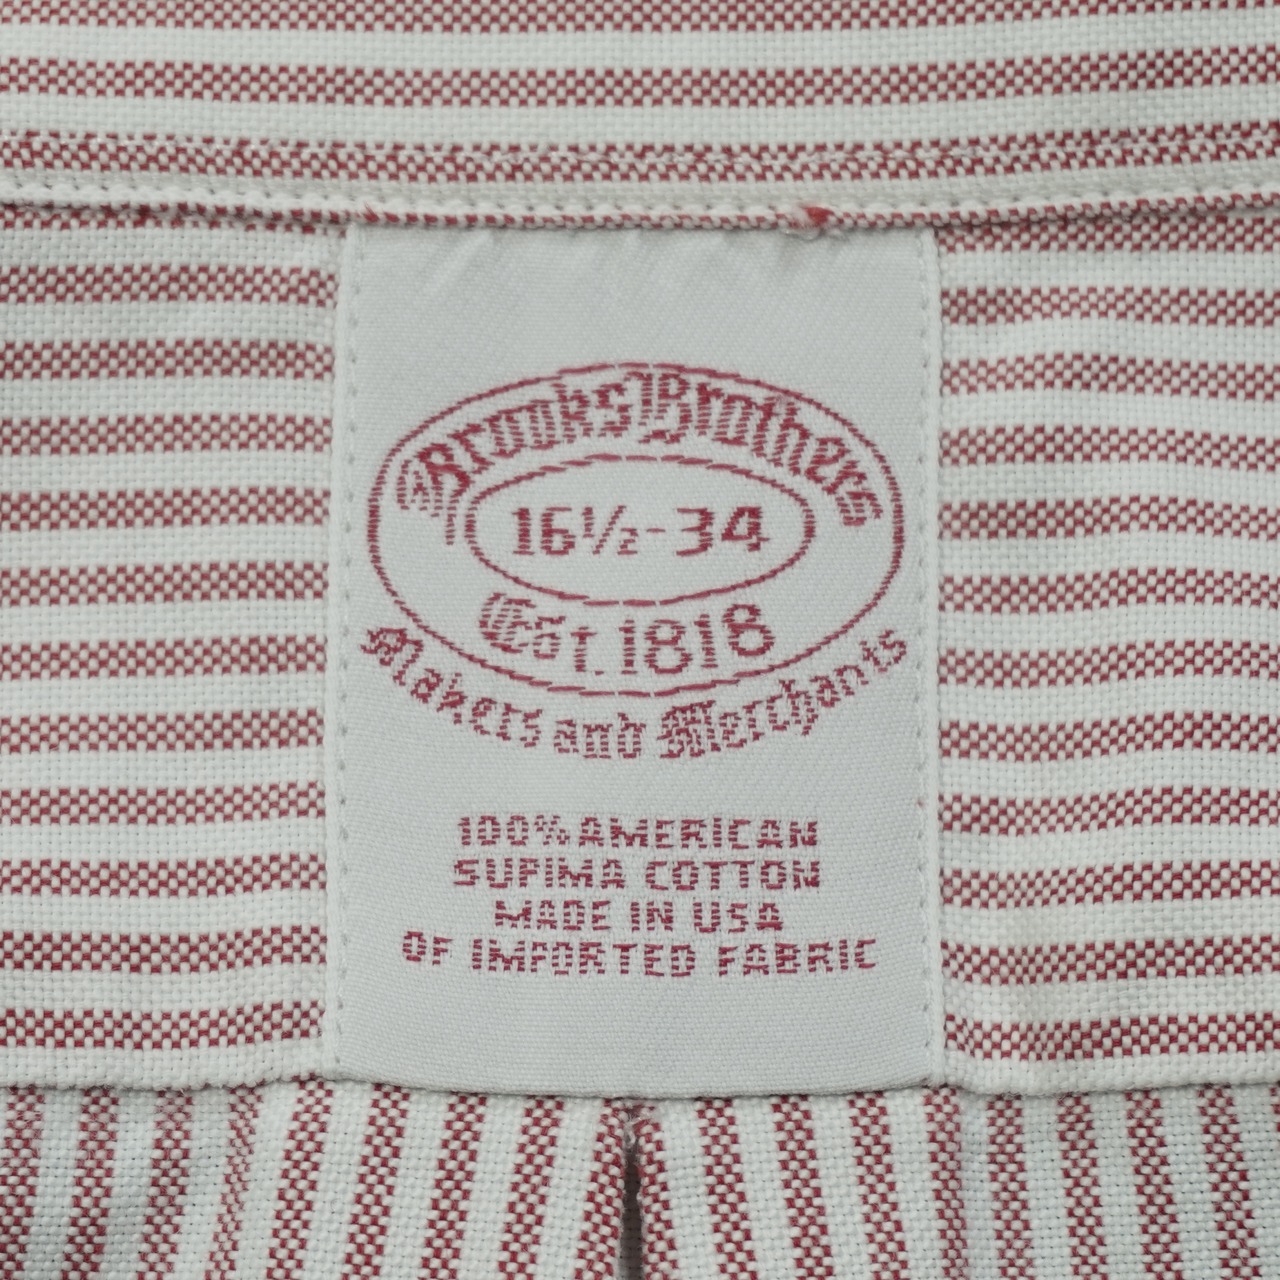 Brooks Brothers
16½-34
Est. 1818
Makers and Merchants
100% AMERICAN
SUPIMA COTTON
MADE IN USA
OF IMPORTED FABRIC